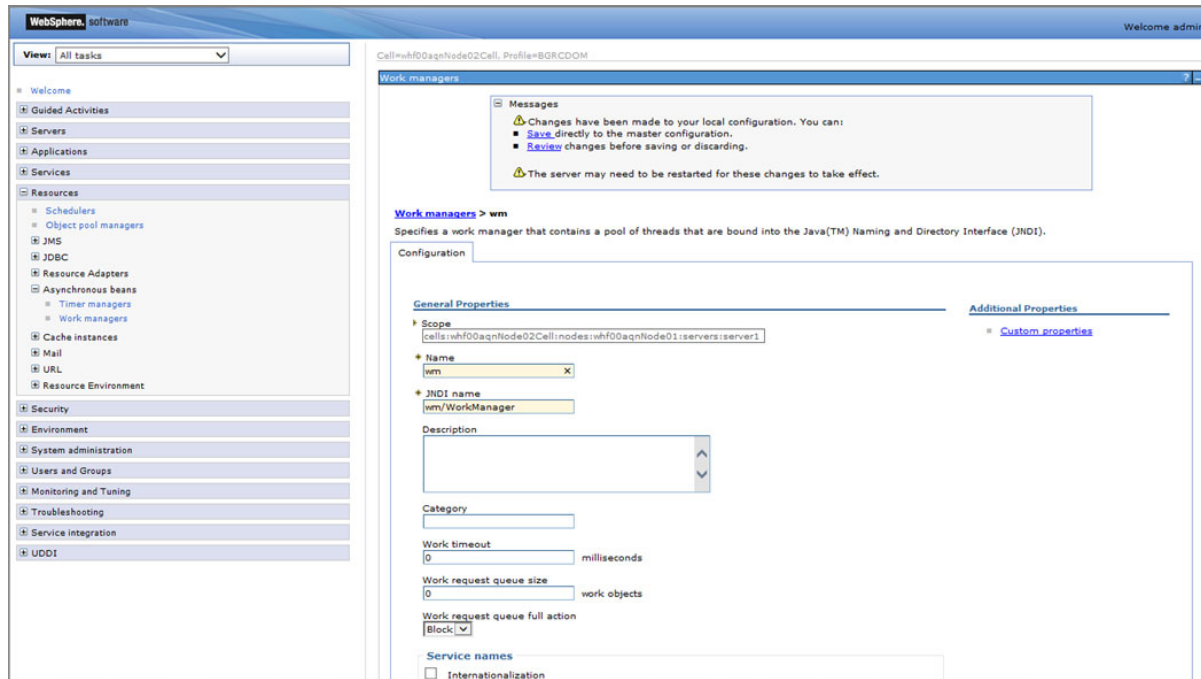 WebSphere. software
Welcome admin
View: All tasks
Cell=whf00aqnNode02Cell, Profile=BGRCDOM
Work managers
?
Welcome
Guided Activities
Servers
Applications
Services
Resources
Schedulers
Object pool managers
JMS
JDBC
Resource Adapters
Asynchronous beans
Timer managers
Work managers
Cache instances
Mail
URL
Resource Environment
Security
Environment
System administration
Users and Groups
Monitoring and Tuning
Troubleshooting
Service integration
UDDI
Messages
Changes have been made to your local configuration. You can:
Save directly to the master configuration.
Review changes before saving or discarding.
The server may need to be restarted for these changes to take effect.
Work managers > wm
Specifies a work manager that contains a pool of threads that are bound into the Java(TM) Naming and Directory Interface (JNDI).
Configuration
General Properties
Scope
cells:whf00aqnNode02Cell:nodes:whf00aqnNode01:servers:server1
Name
wm
JNDI name
wm/WorkManager
Description
Category
Work timeout
0 milliseconds
Work request queue size
0 work objects
Work request queue full action
Block
Service names
Internationalization
Additional Properties
Custom properties